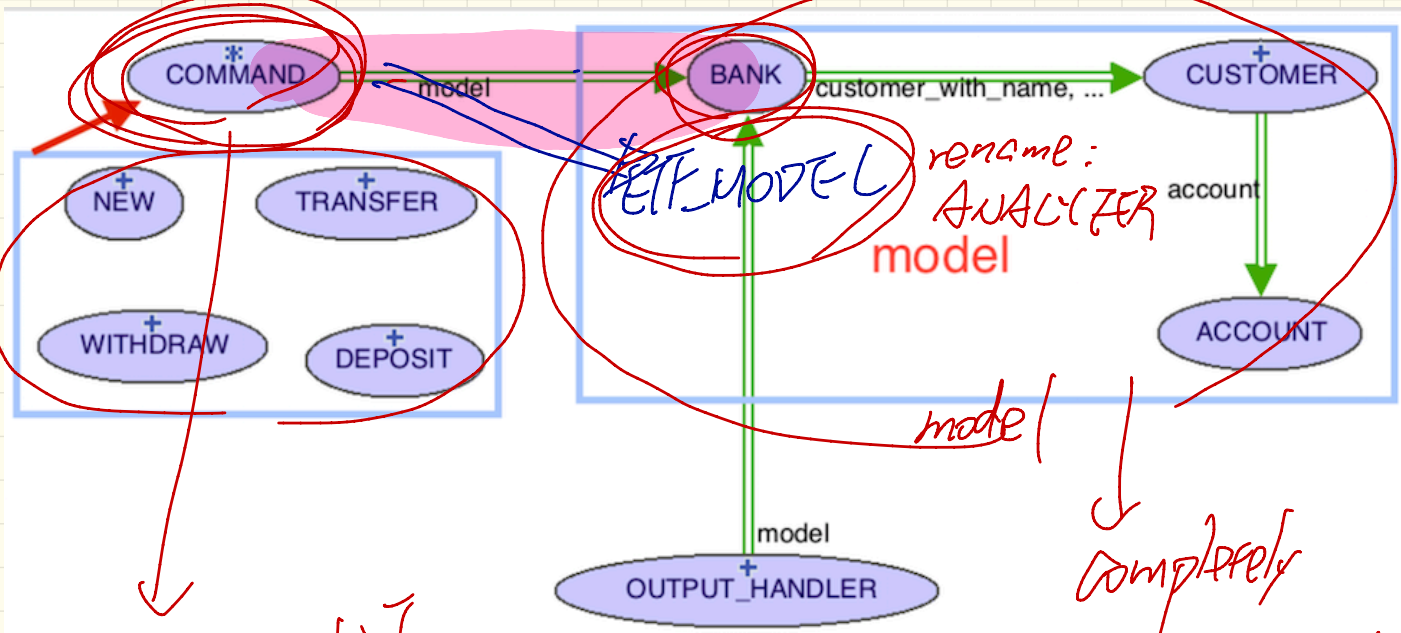 COMMAND
model
BANK
customer_with_name, ...
CUSTOMER
ETF_MODEL
rename:
ANALYZER
account
NEW
TRANSFER
model
WITHDRAW
DEPOSIT
ACCOUNT
model
model
completely
OUTPUT_HANDLER